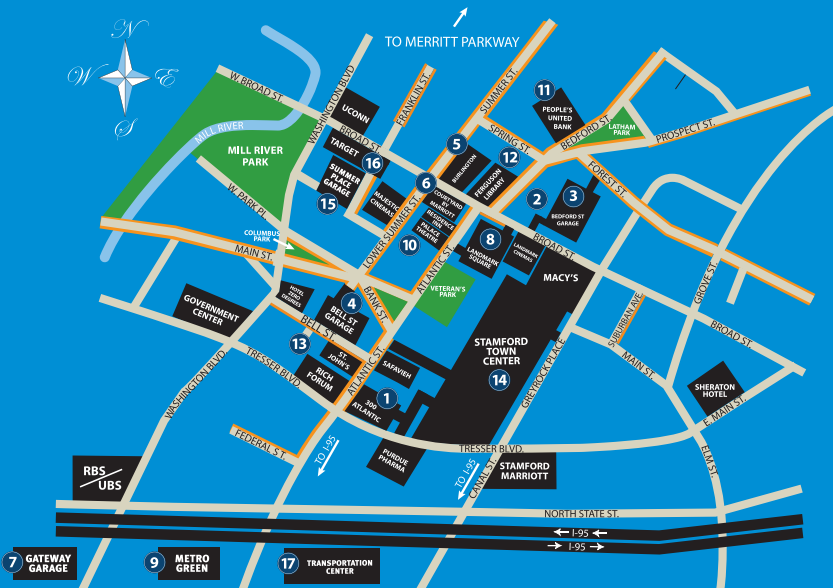 N
W
E
S
TO MERRITT PARKWAY
W. BROAD ST.
WASHINGTON BLVD
FRANKLIN ST.
SUMMER ST.
11
PEOPLE'S
UNITED
BANK
BEDFORD ST.
LATHAM
PARK
PROSPECT ST.
UCONN
BROAD ST.
TARGET
16
SPRING ST.
5
BURLINGTON
12
FERGUSON
LIBRARY
MILL RIVER
MILL RIVER
PARK
SUMMER
PLACE
GARAGE
15
MAJESTIC
CINEMAS
6
COURTYARD
BY
MARRIOTT
RESIDENCE
INN
PALACE
THEATRE
10
2
3
BEDFORD ST
GARAGE
FOREST ST.
W. PARK PL.
COLUMBUS
PARK
MAIN ST.
LOWER SUMMER ST.
8
LANDMARK
SQUARE
LANDMARK
CINEMAS
BROAD ST.
MACY'S
ATLANTIC ST.
VETERAN'S
PARK
HOTEL
ZERO
DEGREES
4
BELL ST
GARAGE
BANK ST.
GOVERNMENT
CENTER
BELL ST.
13
ST.
JOHN'S
RICH
FORUM
SAFAVIEH
ATLANTIC ST.
1
300
ATLANTIC
STAMFORD
TOWN
CENTER
14
GREYROCK PLACE
SUBURBAN AVE.
GROVE ST.
BROAD ST.
MAIN ST.
SHERATON
HOTEL
E. MAIN ST.
ELM ST.
WASHINGTON BLVD.
TRESSER BLVD.
FEDERAL ST.
TO I-95
PURDUE
PHARMA
TRESSER BLVD.
TO I-95
CANAL ST.
STAMFORD
MARRIOTT
RBS
UBS
NORTH STATE ST.
I-95
I-95
7
GATEWAY
GARAGE
9
METRO
GREEN
17
TRANSPORTATION
CENTER